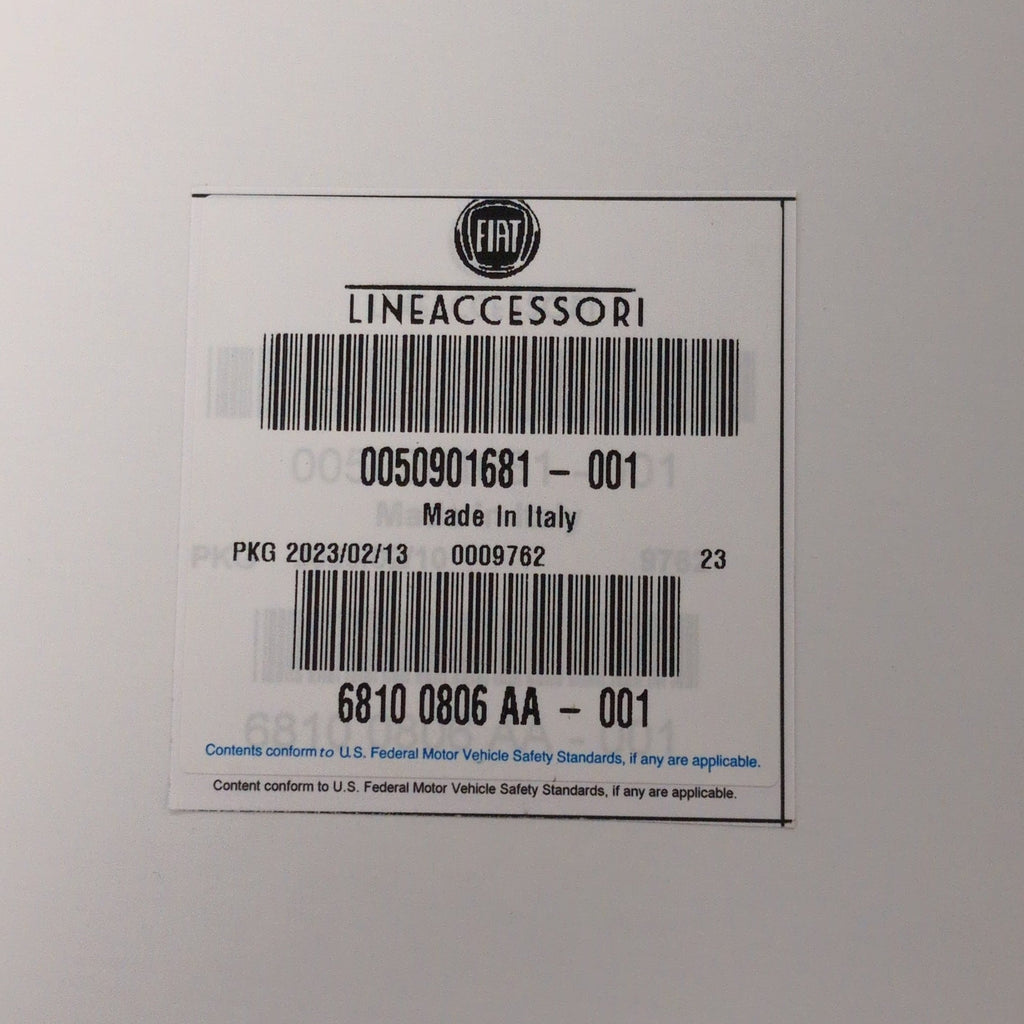 FIAT
LINEACCESSORI
0050901681 - 001
Made In Italy
PKG 2023/02/13 0009762 23
6810 0806 AA - 001
Contents conform to U.S. Federal Motor Vehicle Safety Standards, if any are applicable.
Content conform to U.S. Federal Motor Vehicle Safety Standards, if any are applicable.